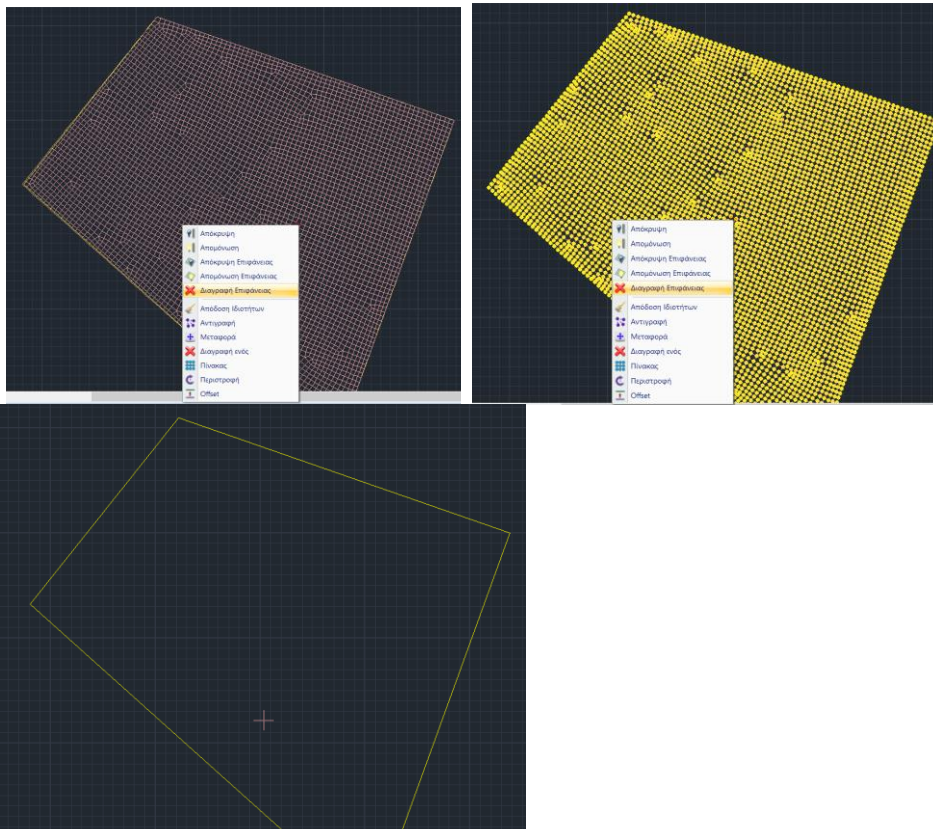 Απόκρυψη
Απομόνωση
Απόκρυψη Επιφάνειας
Απομόνωση Επιφάνειας
Διαγραφή Επιφάνειας
Απόδοση Ιδιοτήτων
Αντιγραφή
Μεταφορά
Διαγραφή ενός
Πίνακας
Περιστροφή
Offset
Απόκρυψη
Απομόνωση
Απόκρυψη Επιφάνειας
Απομόνωση Επιφάνειας
Διαγραφή Επιφάνειας
Απόδοση Ιδιοτήτων
Αντιγραφή
Μεταφορά
Διαγραφή ενός
Πίνακας
Περιστροφή
Offset